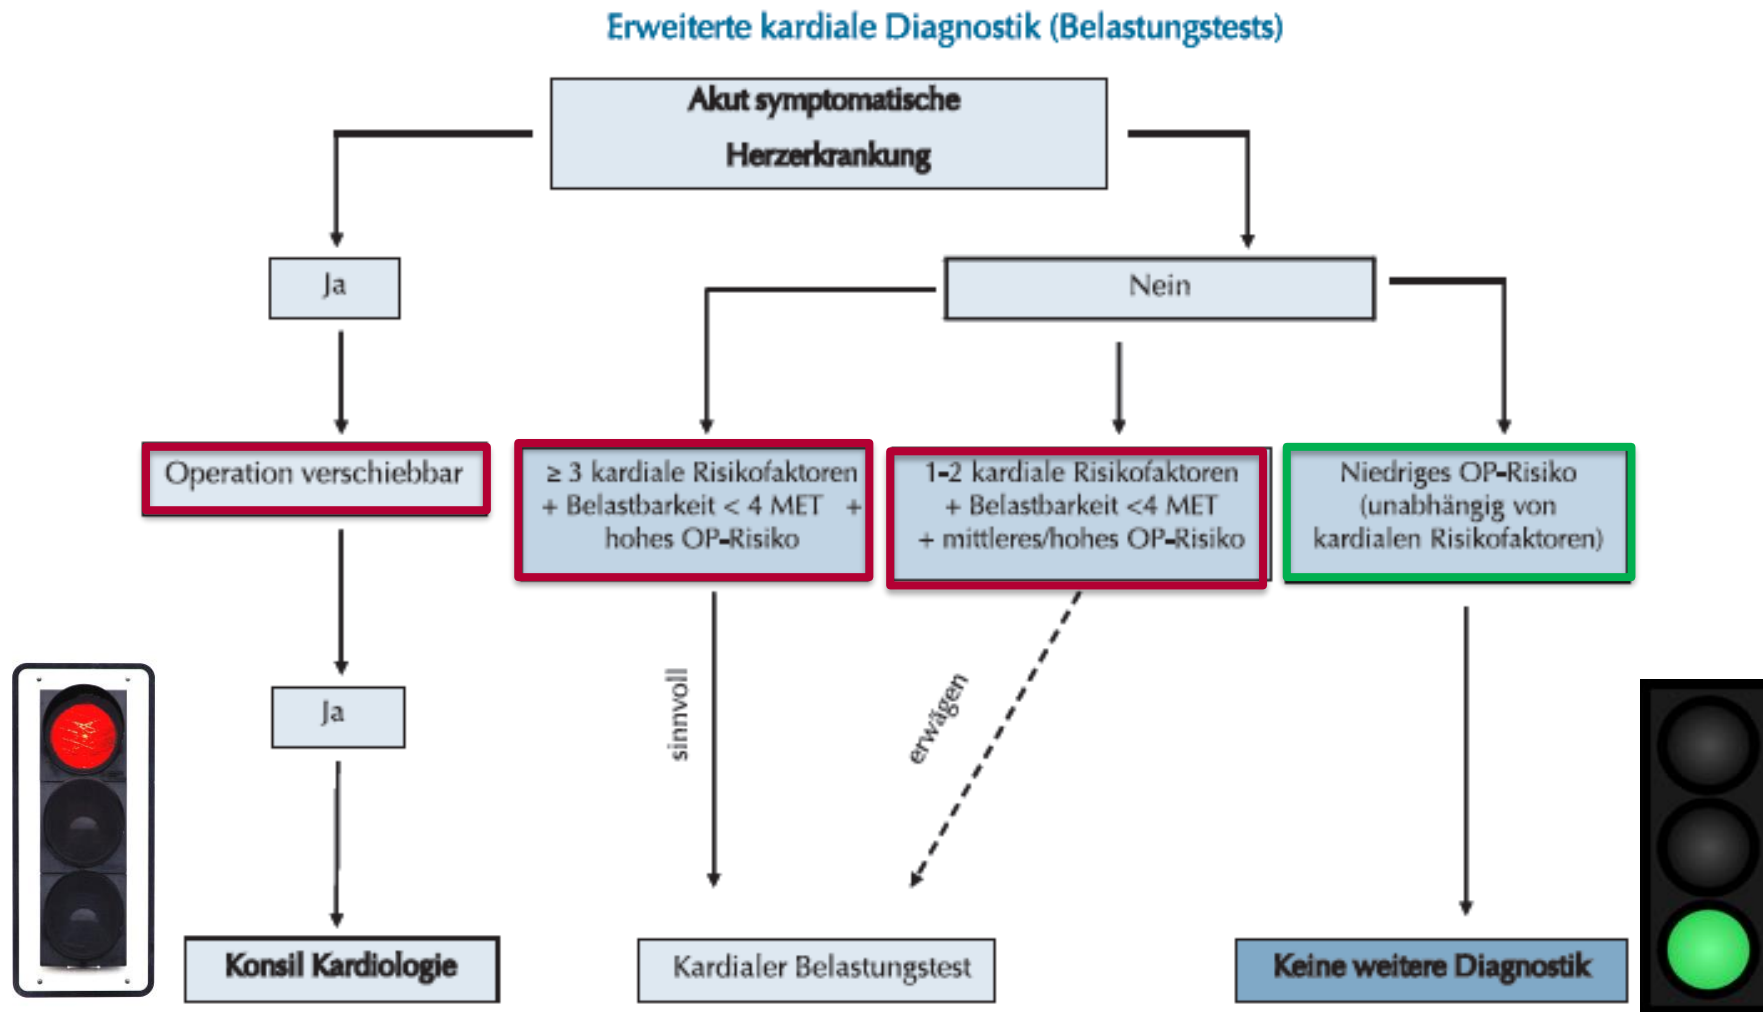 Erweiterte kardiale Diagnostik (Belastungstests)
Akut symptomatische
Herzerkrankung
Ja
Nein
Operation verschiebbar
≥ 3 kardiale Risikofaktoren
+ Belastbarkeit < 4 MET +
hohes OP-Risiko
1-2 kardiale Risikofaktoren
+ Belastbarkeit <4 MET
+ mittleres/hohes OP-Risiko
Niedriges OP-Risiko
(unabhängig von
kardialen Risikofaktoren)
Ja
sinnvoll
erwägen
Konsil Kardiologie
Kardialer Belastungstest
Keine weitere Diagnostik